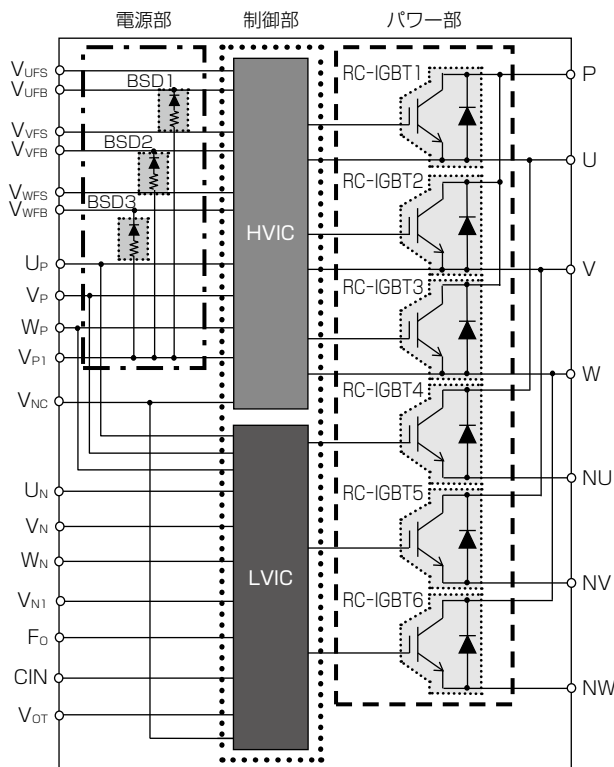 電源部 制御部 パワー部
VUFS
VUFB
VVFS
VVFB
VWFS
VWFB
UP
VP
WP
VP1
VNC
UN
VN
WN
VN1
FO
CIN
VOT
BSD1
BSD2
BSD3
HVIC
LVIC
RC-IGBT1
RC-IGBT2
RC-IGBT3
RC-IGBT4
RC-IGBT5
RC-IGBT6
P
U
V
W
NU
NV
NW